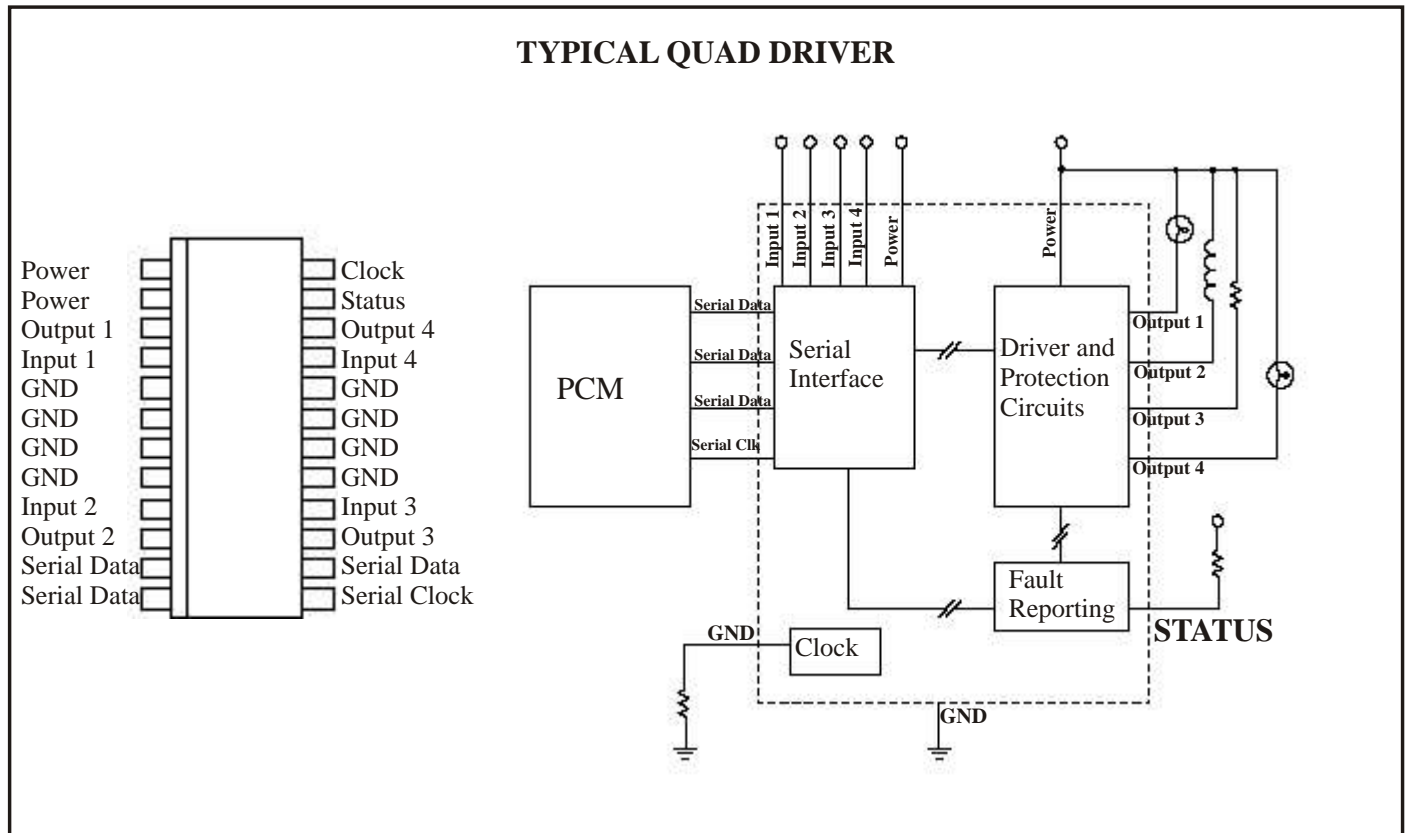 TYPICAL QUAD DRIVER
Power
Power
Output 1
Input 1
GND
GND
GND
GND
Input 2
Output 2
Serial Data
Serial Data
Clock
Status
Output 4
Input 4
GND
GND
GND
GND
Input 3
Output 3
Serial Data
Serial Clock
Input 1
Input 2
Input 3
Input 4
Power
Power
PCM
Serial Data
Serial Data
Serial Data
Serial Clk
Serial
Interface
Driver and
Protection
Circuits
Output 1
Output 2
Output 3
Output 4
Fault
Reporting
STATUS
GND
Clock
GND